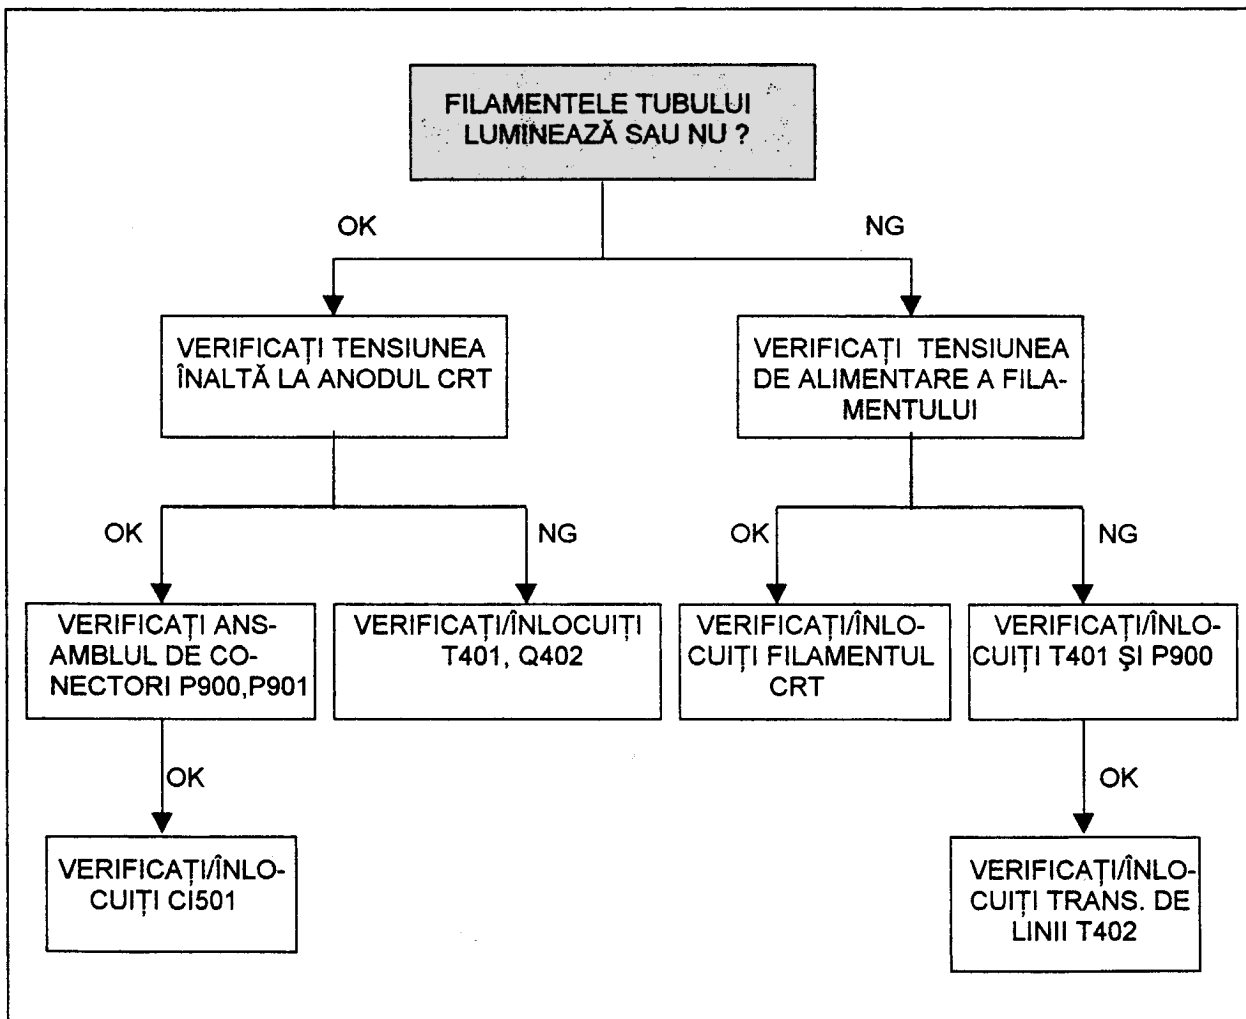 FILAMENTELE TUBULUI
LUMINEAZĂ SAU NU ?
OK
NG
VERIFICAȚI TENSIUNEA
ÎNALTĂ LA ANODUL CRT
VERIFICAȚI TENSIUNEA
DE ALIMENTARE A FILA-
MENTULUI
OK
NG
OK
NG
VERIFICAȚI ANS-
AMBLUL DE CO-
NECTORI P900,P901
VERIFICAȚI/ÎNLOCUIȚI
T401, Q402
VERIFICAȚI/ÎNLO-
CUIȚI FILAMENTUL
CRT
VERIFICAȚI/ÎNLO-
CUIȚI T401 ŞI P900
OK
OK
VERIFICAȚI/ÎNLO-
CUIȚI CI501
VERIFICAȚI/ÎNLO-
CUIȚI TRANS. DE
LINII T402